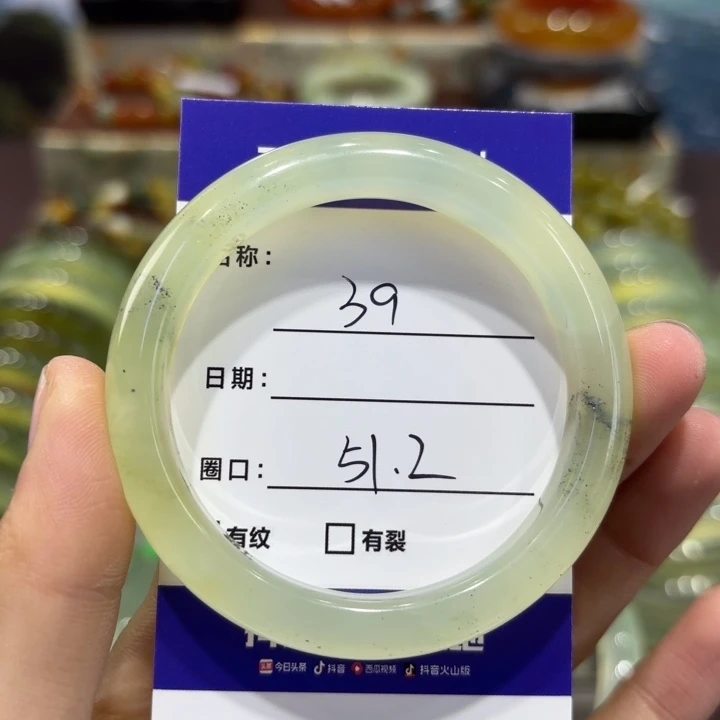 称：
39
日期：
圈口： 51.2
有纹 □有裂
今日头条 抖音 西瓜视频 抖音火山版